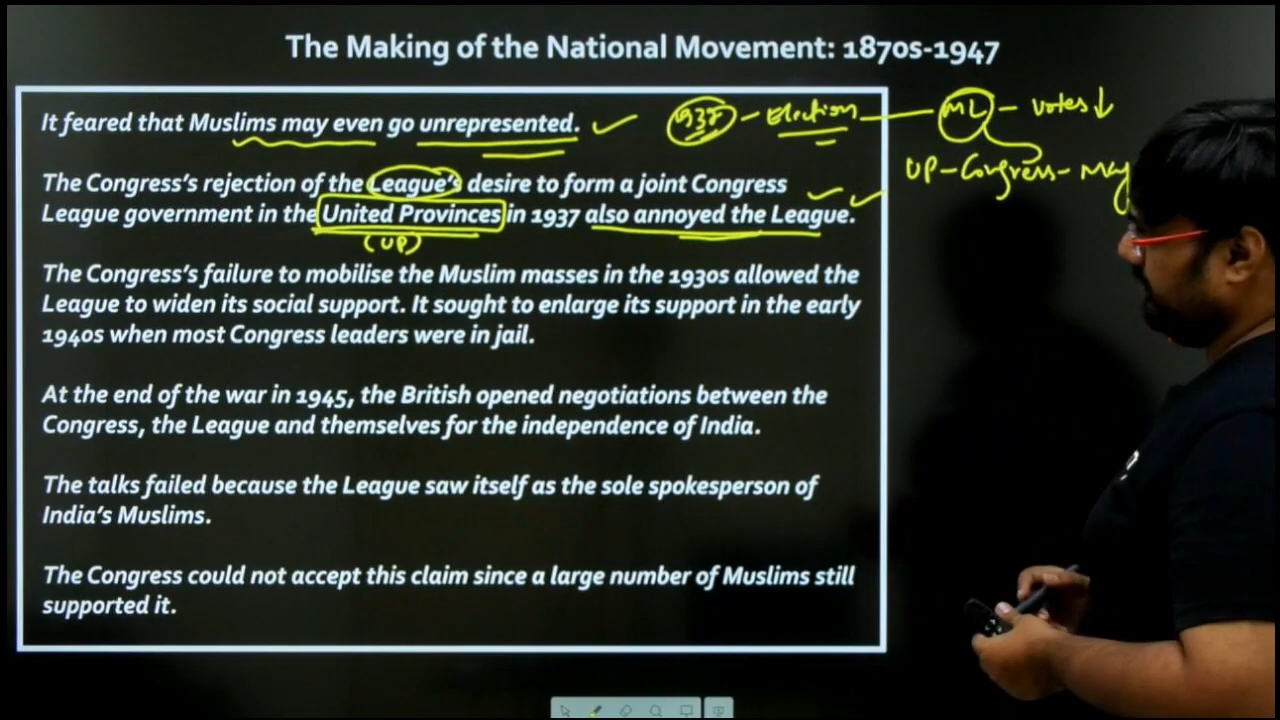 The Making of the National Movement: 1870s-1947
It feared that Muslims may even go unrepresented.
1937 - Election - ML - Votes ↓
UP-Congress-May
The Congress's rejection of the League's desire to form a joint Congress
League government in the United Provinces in 1937 also annoyed the League.
(UP)
The Congress's failure to mobilise the Muslim masses in the 1930s allowed the
League to widen its social support. It sought to enlarge its support in the early
1940s when most Congress leaders were in jail.
At the end of the war in 1945, the British opened negotiations between the
Congress, the League and themselves for the independence of India.
The talks failed because the League saw itself as the sole spokesperson of
India's Muslims.
The Congress could not accept this claim since a large number of Muslims still
supported it.